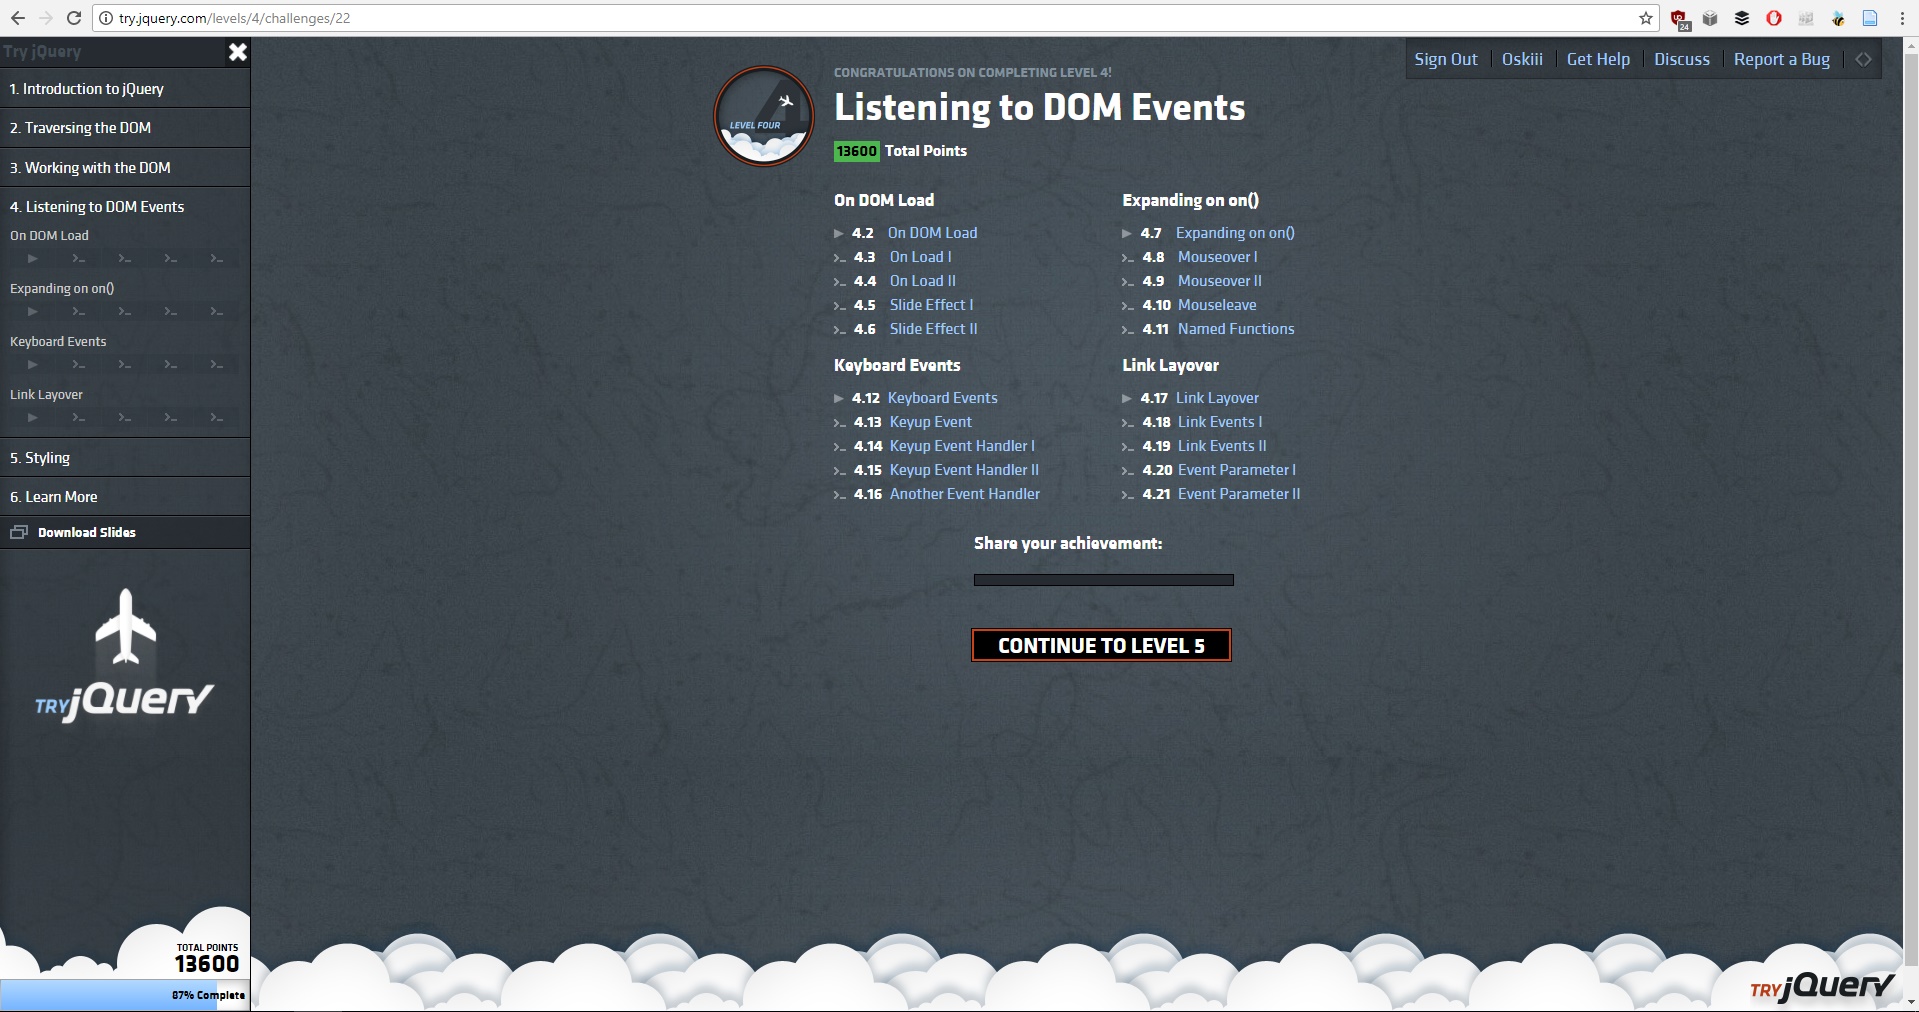 try.jquery.com/levels/4/challenges/22
24
Try jQuery
1. Introduction to jQuery
2. Traversing the DOM
3. Working with the DOM
4. Listening to DOM Events
On DOM Load
Expanding on on()
Keyboard Events
Link Layover
5. Styling
6. Learn More
Download Slides
TRY jQuery
TOTAL POINTS
13600
87% Complete
Sign Out
Oskiii
Get Help
Discuss
Report a Bug
LEVEL FOUR
CONGRATULATIONS ON COMPLETING LEVEL 4!
Listening to DOM Events
13600 Total Points
On DOM Load
4.2 On DOM Load
4.3 On Load I
4.4 On Load II
4.5 Slide Effect I
4.6 Slide Effect II
Expanding on on()
4.7 Expanding on on()
4.8 Mouseover I
4.9 Mouseover II
4.10 Mouseleave
4.11 Named Functions
Keyboard Events
4.12 Keyboard Events
4.13 Keyup Event
4.14 Keyup Event Handler I
4.15 Keyup Event Handler II
4.16 Another Event Handler
Link Layover
4.17 Link Layover
4.18 Link Events I
4.19 Link Events II
4.20 Event Parameter I
4.21 Event Parameter II
Share your achievement:
CONTINUE TO LEVEL 5
TRY jQuery